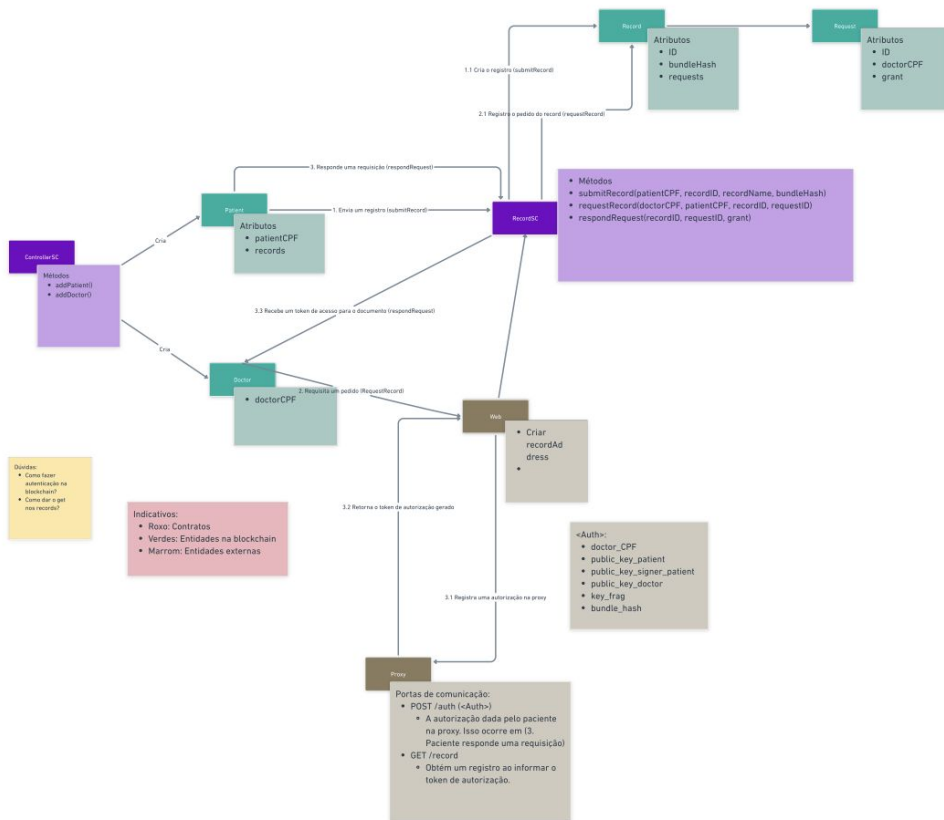 Record
Atributos
ID
bundleHash
requests
Request
Atributos
ID
doctorCPF
grant
1.1 Cria o registro (submitRecord)
2.1 Registra o pedido do record (requestRecord)
3. Responde uma requisição (respondRequest)
Patient
Atributos
patientCPF
records
1. Envia um registro (submitRecord)
RecordSC
Métodos
submitRecord(patientCPF, recordID, recordName, bundleHash)
requestRecord(doctorCPF, patientCPF, recordID, requestID)
respondRequest(recordID, requestID, grant)
Cria
ControllerSC
Métodos
addPatient()
addDoctor()
Cria
3.3 Recebe um token de acesso para o documento (respondRequest)
Doctor
doctorCPF
2. Requisita um pedido (RequestRecord)
Web
Criar
recordAd
dress
Dúvidas:
Como fazer
autenticação na
blockchain?
Como dar o get
nos records?
Indicativos:
Roxo: Contratos
Verdes: Entidades na blockchain
Marrom: Entidades externas
3.2 Retorna o token de autorização gerado
<Auth>:
doctor_CPF
public_key_patient
public_key_signer_patient
public_key_doctor
key_frag
bundle_hash
3.1 Registra uma autorização na proxy
Proxy
Portas de comunicação:
POST /auth (<Auth>)
A autorização dada pelo paciente
na proxy. Isso ocorre em (3.
Paciente responde uma requisição)
GET /record
Obtém um registro ao informar o
token de autorização.